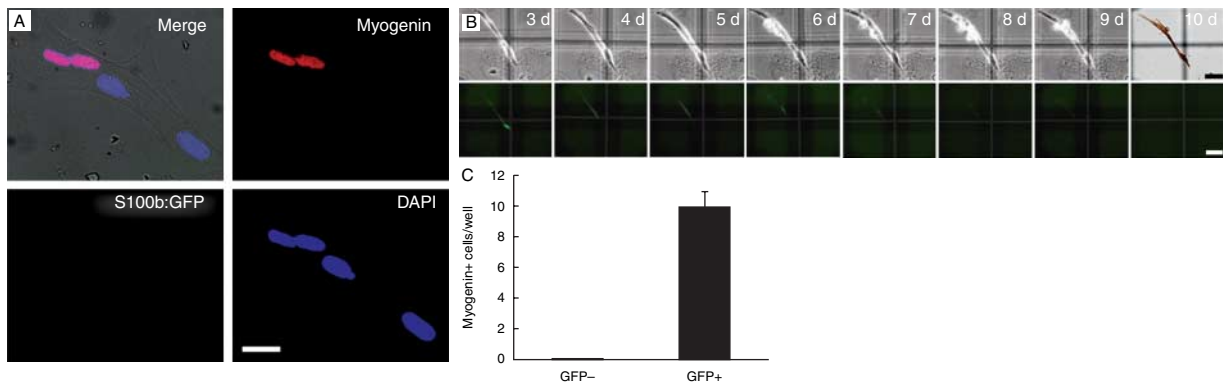 A
Merge
Myogenin
S100b:GFP
DAPI
B
3 d
4 d
5 d
6 d
7 d
8 d
9 d
10 d
C
Myogenin+ cells/well
12
10
8
6
4
2
0
GFP–
GFP+